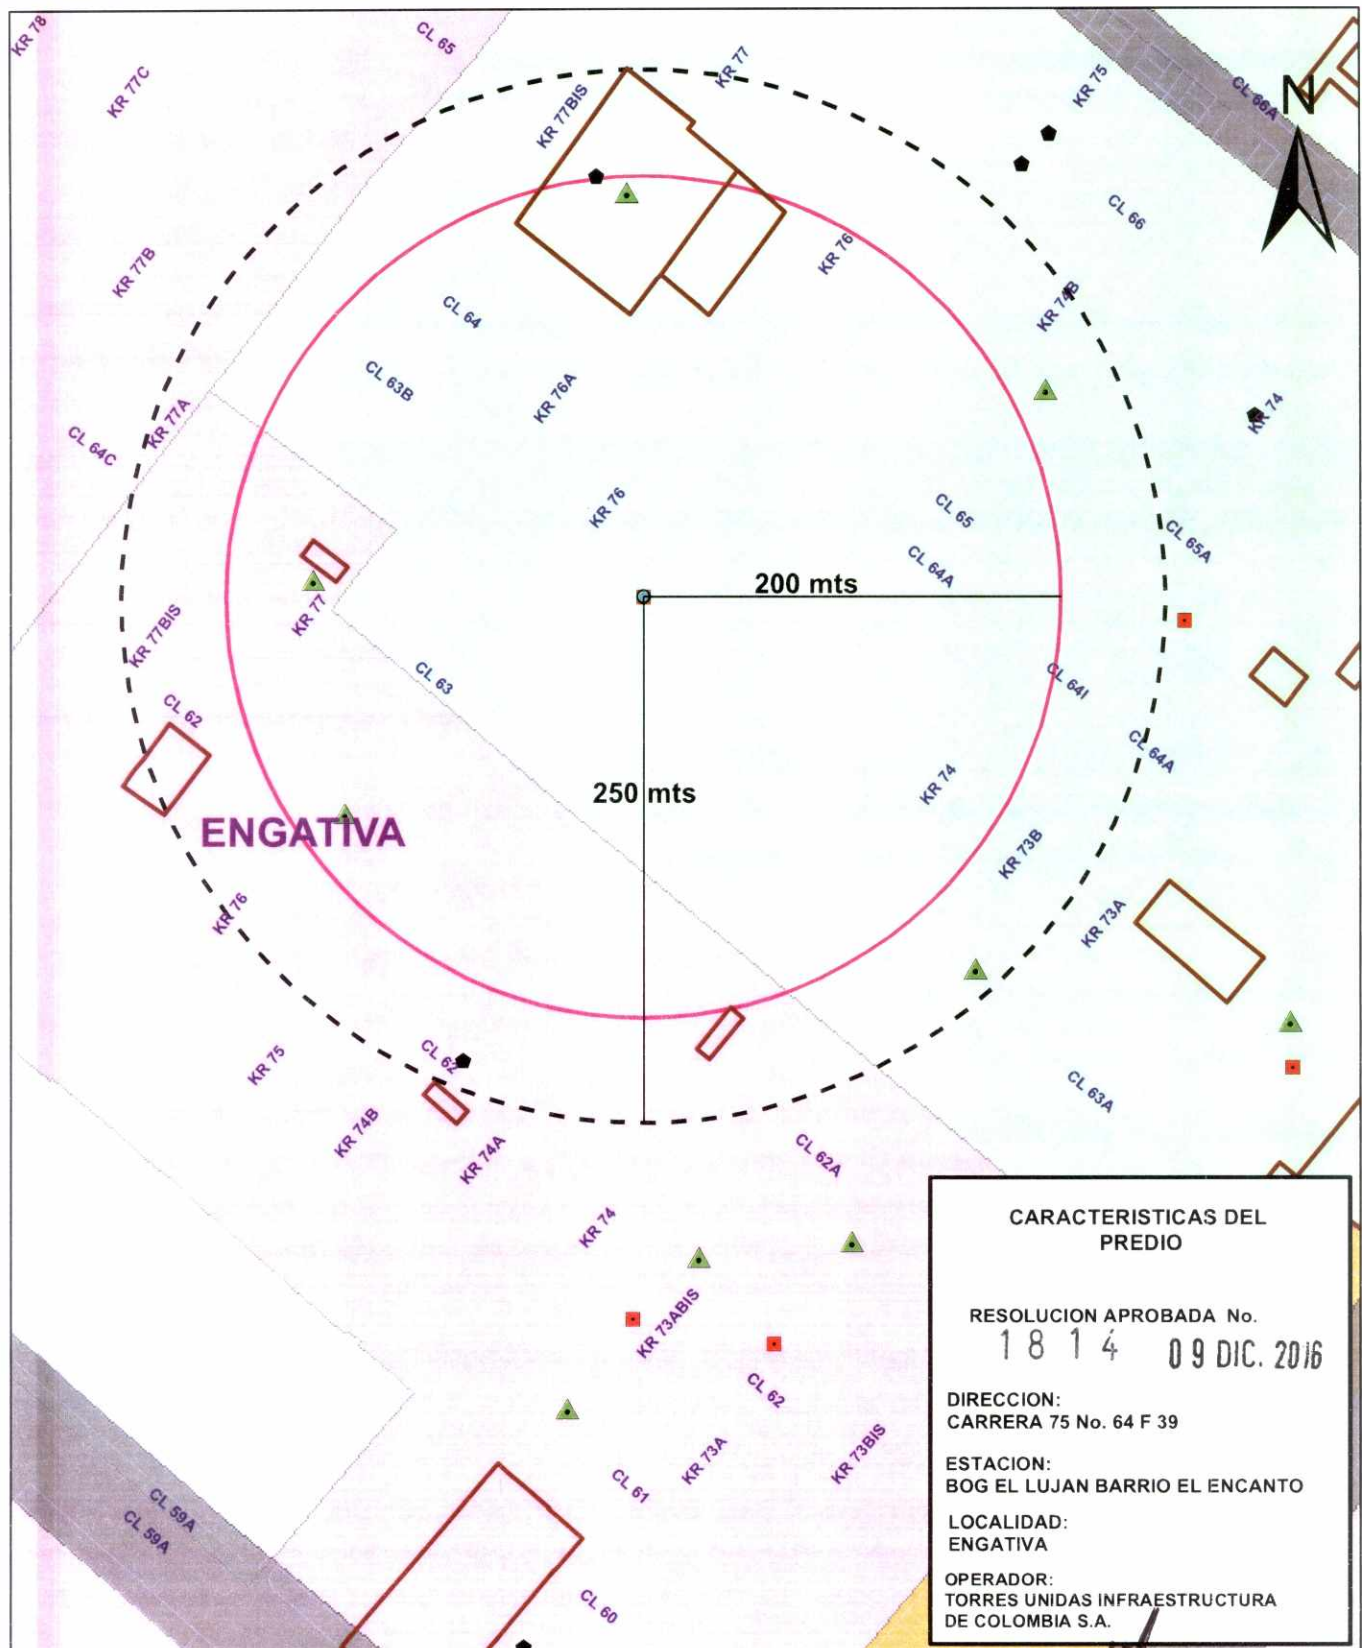 KR 78
CL 65
KR 77
KR 77C
KR 77BIS
KR 75
CL 66A
N
CL 66
KR 76
KR 77B
KR 74B
CL 64
CL 63B
KR 76A
KR 74
KR 77A
CL 64C
KR 76
CL 65
CL 65A
CL 64A
200 mts
KR 77
KR 77BIS
CL 63
CL 64I
CL 62
CL 64A
KR 74
250 mts
ENGATIVA
KR 73B
KR 76
KR 73A
KR 75
CL 62
CL 63A
KR 74B
KR 74A
CL 62A
KR 74
KR 73ABIS
CL 62
KR 73A
KR 73BIS
CL 61
CL 59A
CL 59A
CL 60
CARACTERISTICAS DEL
PREDIO
RESOLUCION APROBADA No.
1814 09 DIC. 2016
DIRECCION:
CARRERA 75 No. 64 F 39
ESTACION:
BOG EL LUJAN BARRIO EL ENCANTO
LOCALIDAD:
ENGATIVA
OPERADOR:
TORRES UNIDAS INFRAESTRUCTURA
DE COLOMBIA S.A.